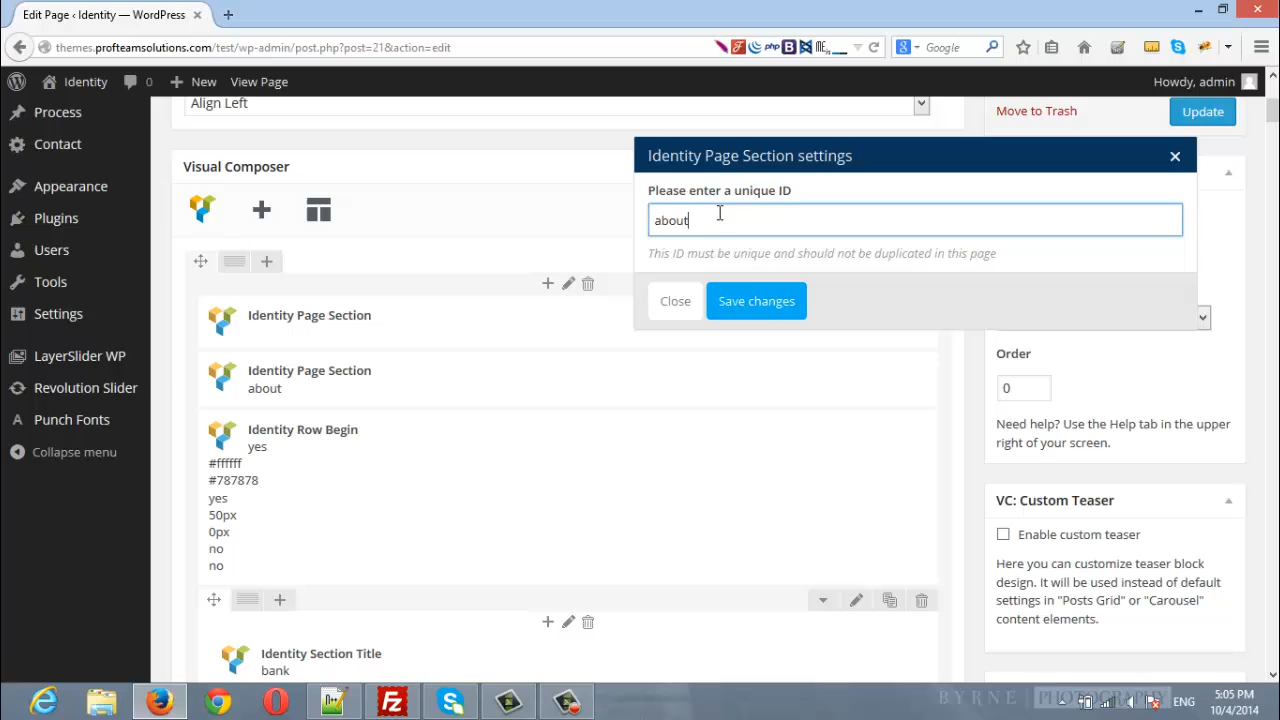 Edit Page ‹ Identity — WordPress
themes.profteamsolutions.com/test/wp-admin/post.php?post=21&action=edit
php
Google
Identity
0
New
View Page
Howdy, admin
Process
Contact
Appearance
Plugins
Users
Tools
Settings
LayerSlider WP
Revolution Slider
Punch Fonts
Collapse menu
Align Left
Visual Composer
Identity Page Section
Identity Page Section
about
Identity Row Begin
yes
#ffffff
#787878
yes
50px
0px
no
no
Identity Section Title
bank
Identity Page Section settings
Please enter a unique ID
about
This ID must be unique and should not be duplicated in this page
Close
Save changes
Move to Trash
Update
Order
0
Need help? Use the Help tab in the upper
right of your screen.
VC: Custom Teaser
Enable custom teaser
Here you can customize teaser block
design. It will be used instead of default
settings in "Posts Grid" or "Carousel"
content elements.
BYRNE PHOTOGRAPHY
ENG
5:05 PM
10/4/2014